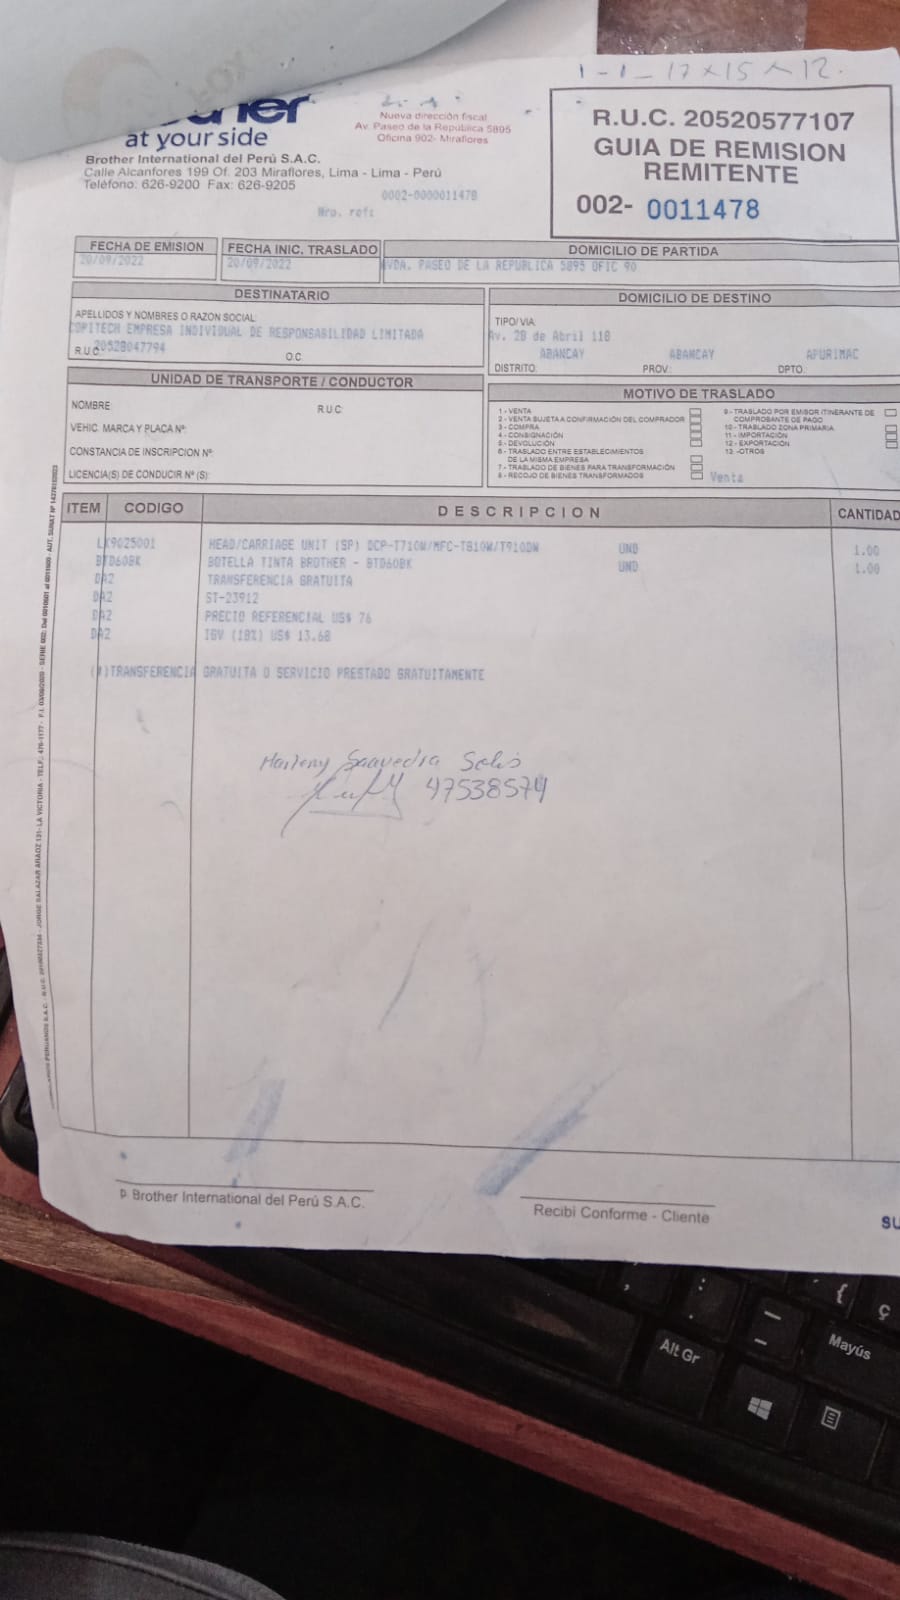 1-1-17x15x12.
at your side
Brother International del Perú S.A.C.
Calle Alcanfores 199 Of. 203 Miraflores, Lima - Lima - Perú
Teléfono: 626-9200 Fax: 626-9205
Nueva dirección fiscal
Av. Paseo de la República 5895
Oficina 902- Miraflores
0002-0000011478
Nro. ref:
R.U.C. 20520577107
GUIA DE REMISION
REMITENTE
002- 0011478
FECHA DE EMISION
20/09/2022
FECHA INIC. TRASLADO
20/09/2022
DOMICILIO DE PARTIDA
AVDA. PASEO DE LA REPUBLICA 5895 OFIC 90
DESTINATARIO
APELLIDOS Y NOMBRES O RAZON SOCIAL:
COPITECH EMPRESA INDIVIDUAL DE RESPONSABILIDAD LIMITADA
R.U.C. 20528047794 O.C.
DOMICILIO DE DESTINO
TIPO/VIA:
Av. 28 de Abril 118
ABANCAY ABANCAY APURIMAC
DISTRITO: PROV.: DPTO.:
UNIDAD DE TRANSPORTE / CONDUCTOR
NOMBRE: R.U.C:
VEHIC. MARCA Y PLACA Nº:
CONSTANCIA DE INSCRIPCION Nº:
LICENCIA(S) DE CONDUCIR Nº (S):
MOTIVO DE TRASLADO
1 - VENTA
2 - VENTA SUJETA A CONFIRMACIÓN DEL COMPRADOR
3 - COMPRA
4 - CONSIGNACIÓN
5 - DEVOLUCIÓN
6 - TRASLADO ENTRE ESTABLECIMIENTOS
DE LA MISMA EMPRESA
7 - TRASLADO DE BIENES PARA TRANSFORMACIÓN
8 - RECOJO DE BIENES TRANSFORMADOS
9 - TRASLADO POR EMISOR ITINERANTE DE
COMPROBANTE DE PAGO
10 - TRASLADO ZONA PRIMARIA
11 - IMPORTACIÓN
12 - EXPORTACIÓN
13 -OTROS
Venta
ITEM CODIGO DESCRIPCION CANTIDAD
LK9025001 HEAD/CARRIAGE UNIT (SP) DCP-T710W/MFC-T810W/T910DW UND 1.00
BTD60BK BOTELLA TINTA BROTHER - BTD60BK UND 1.00
DA2 TRANSFERENCIA GRATUITA
DA2 ST-23912
DA2 PRECIO REFERENCIAL US$ 76
DA2 IGV (18%) US$ 13.68
(*)TRANSFERENCIA GRATUITA O SERVICIO PRESTADO GRATUITAMENTE
Marleny Saavedra Solis
47538574
p. Brother International del Perú S.A.C.
Recibí Conforme - Cliente
SU
Alt Gr
Mayús
Ç